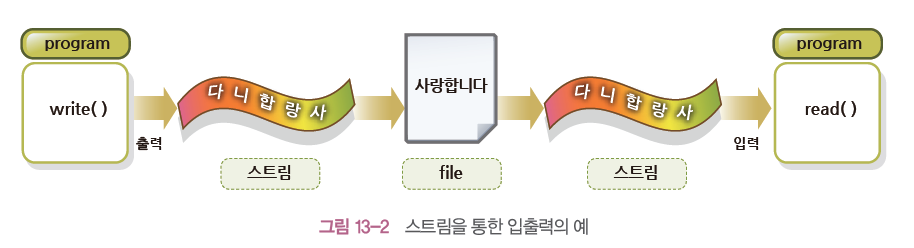 program
write( )
출력
다니합랑사
스트림
사랑합니다
file
다니합랑사
스트림
입력
program
read( )
그림 13-2 스트림을 통한 입출력의 예